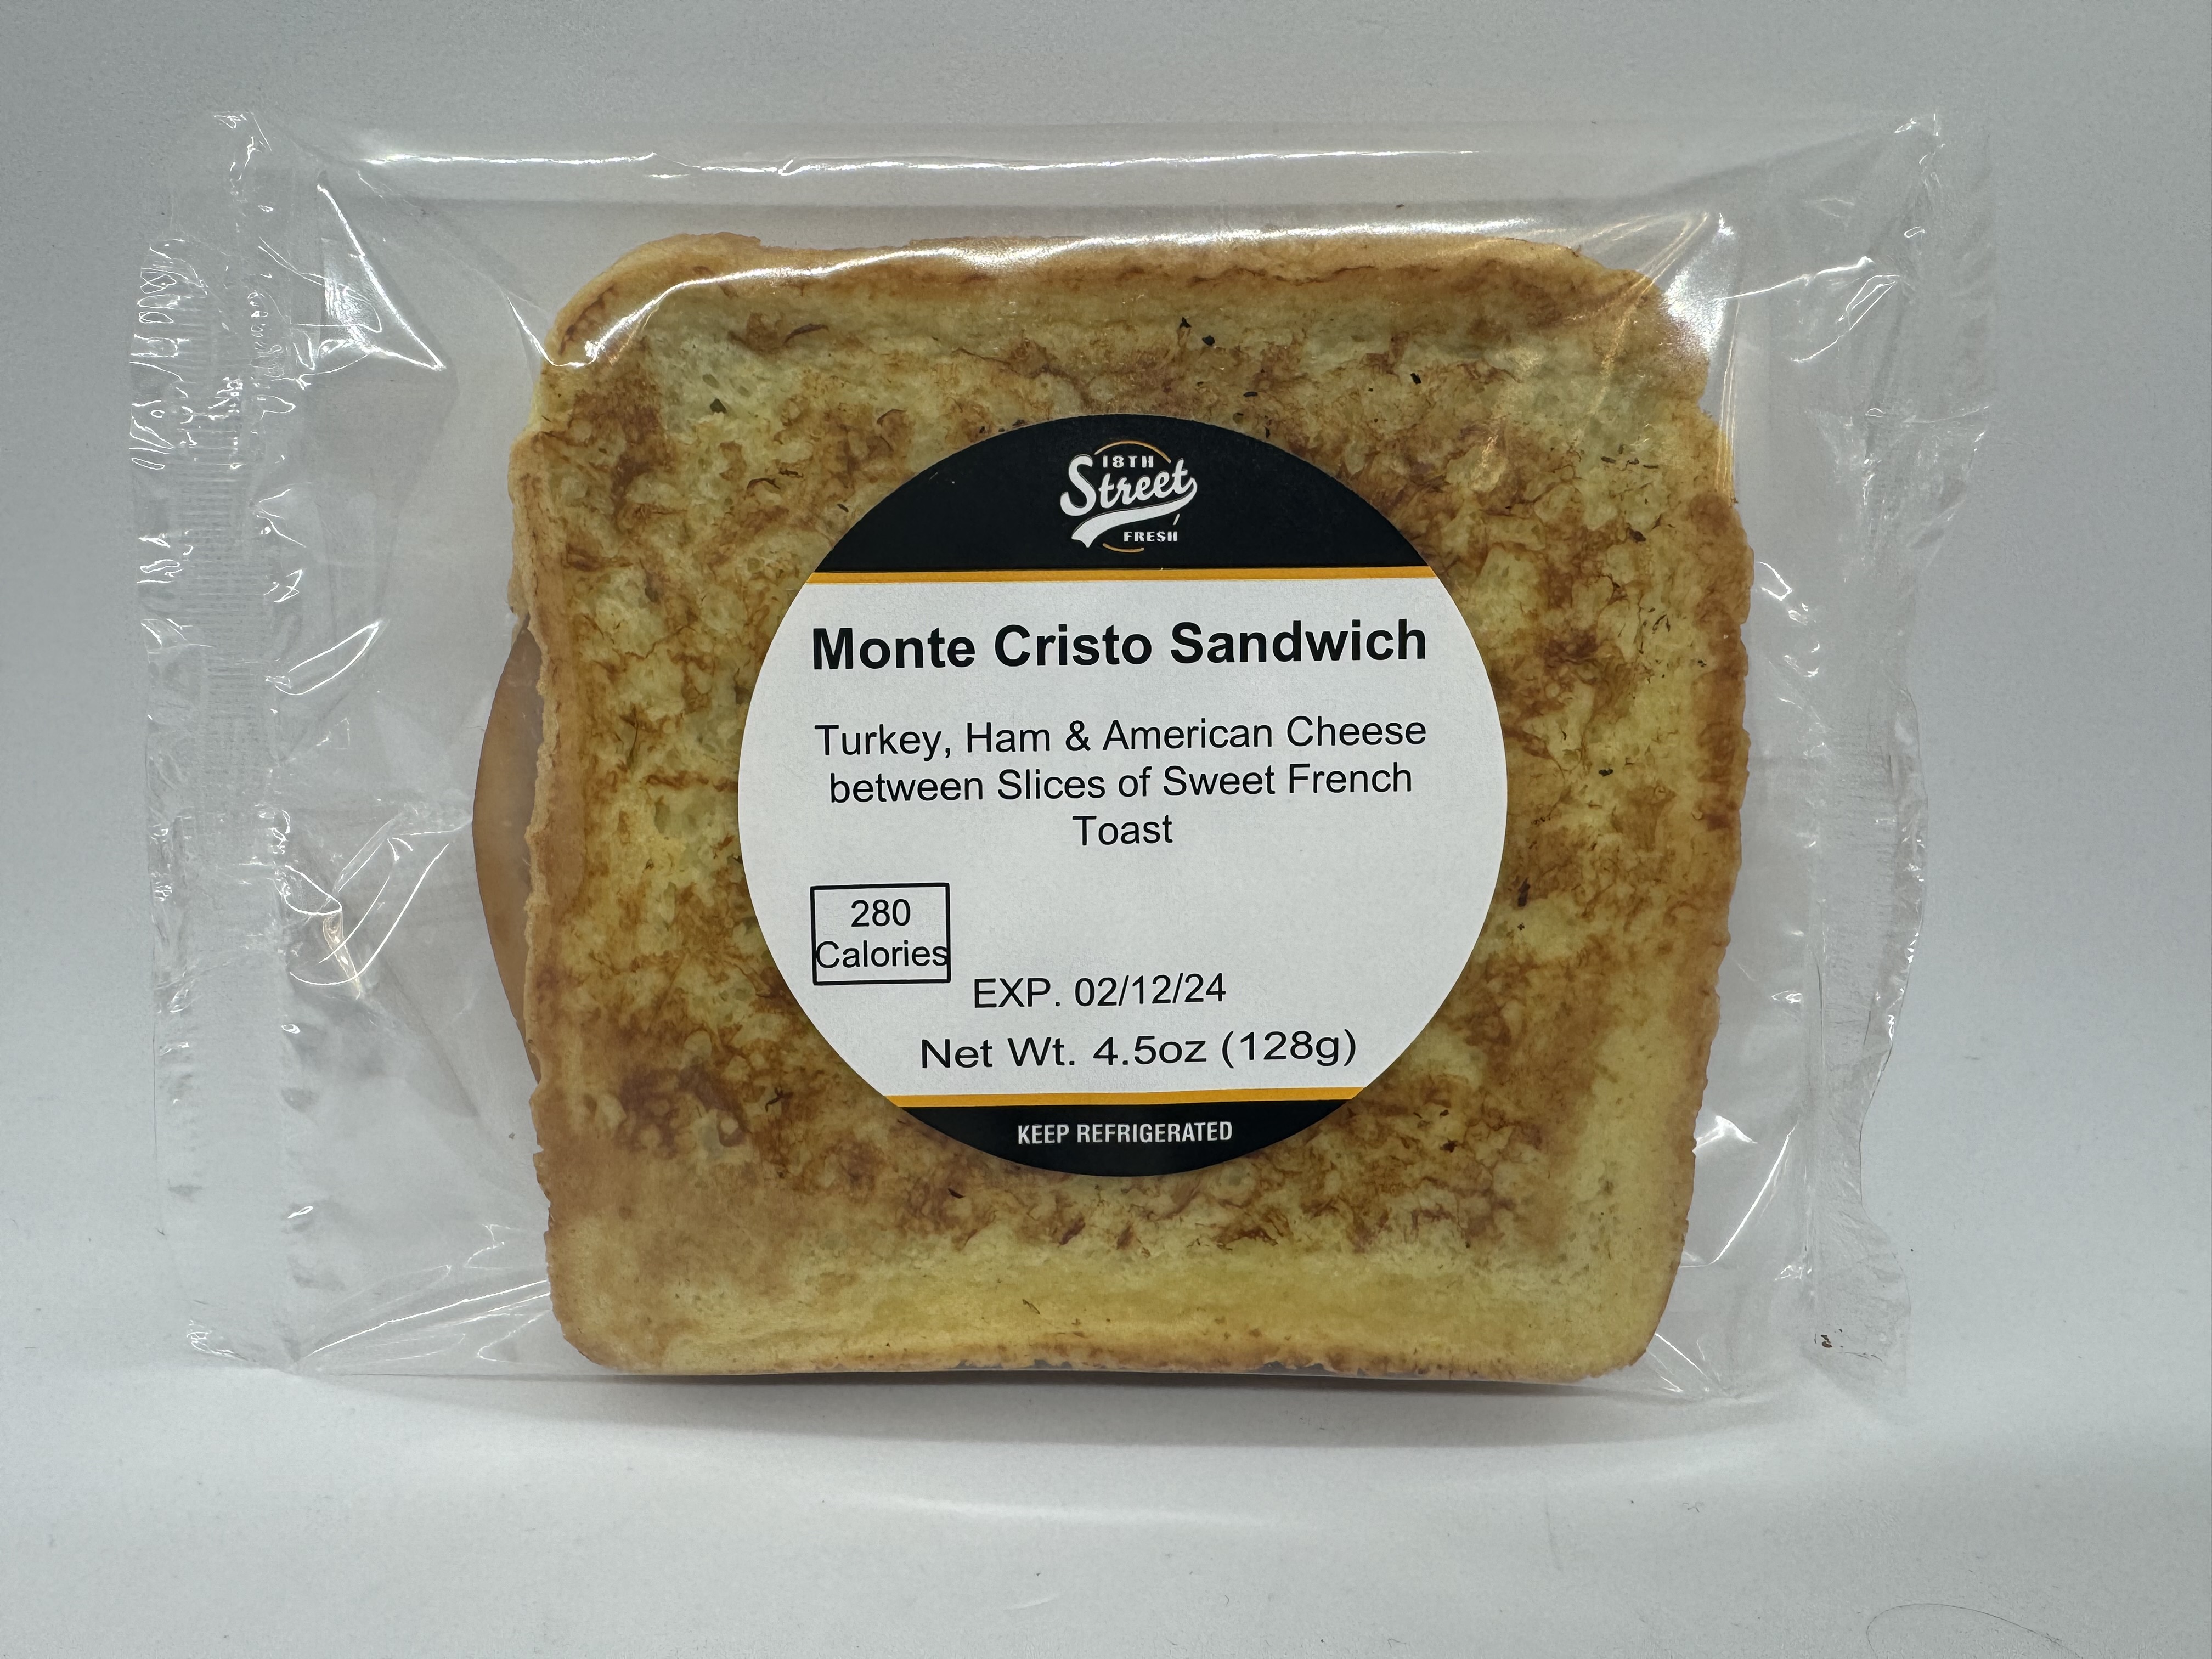 18TH
Street
FRESH
Monte Cristo Sandwich
Turkey, Ham & American Cheese
between Slices of Sweet French
Toast
280
Calories
EXP. 02/12/24
Net Wt. 4.5oz (128g)
KEEP REFRIGERATED